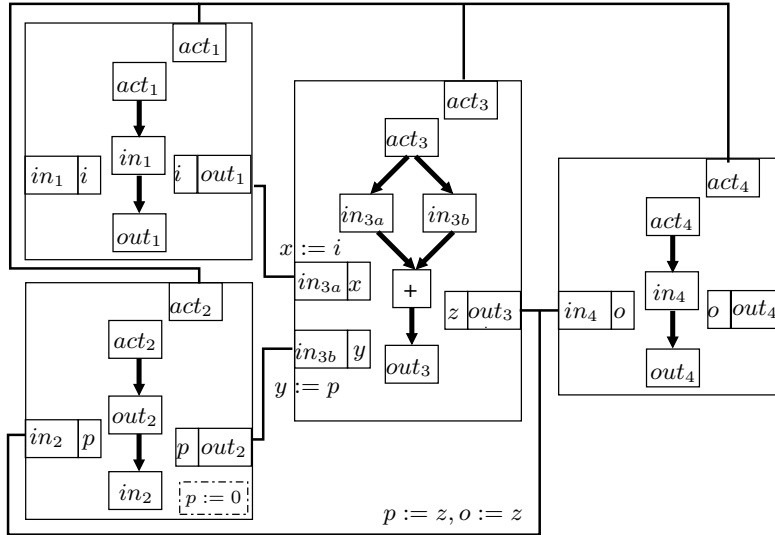 act₁
act₁
in₁
in₁ i
i out₁
out₁
act₃
act₃
in₃ₐ
in₃b
x := i
in₃ₐ x
+
z out₃
in₃b y
out₃
y := p
act₂
act₂
out₂
in₂ p
p out₂
in₂
p := 0
act₄
act₄
in₄
in₄ o
o out₄
out₄
p := z, o := z